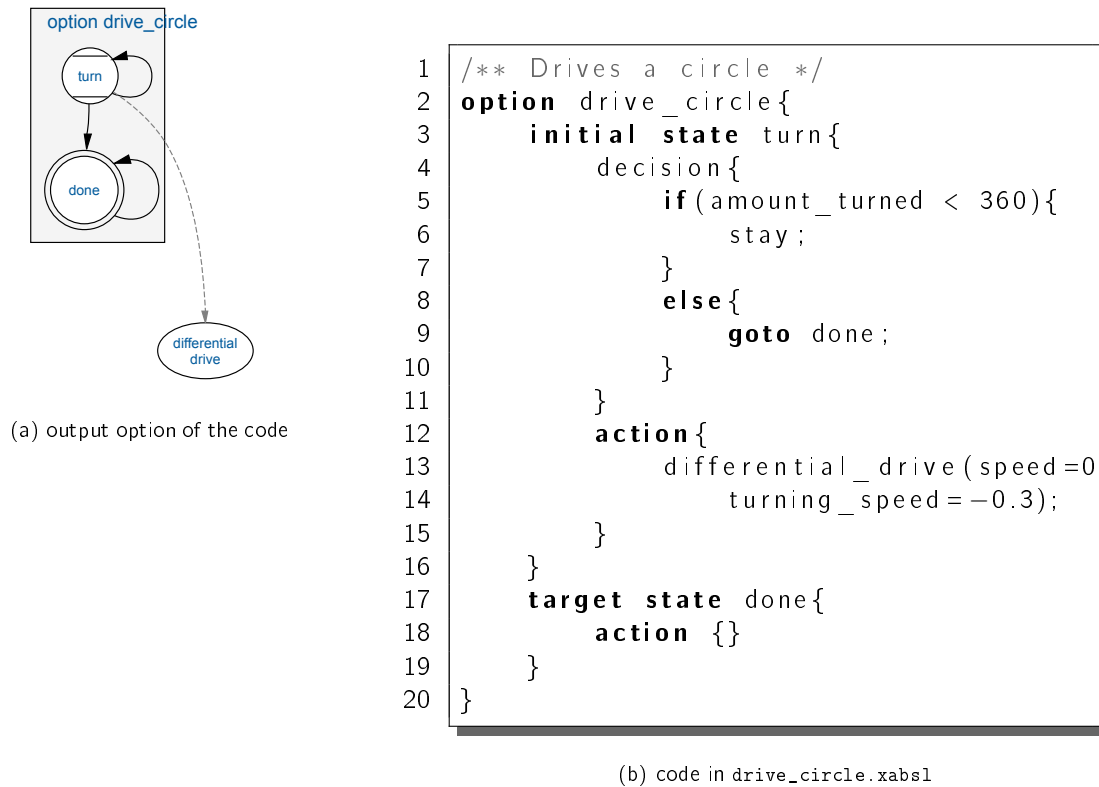 option drive_circle
turn
done
differential
drive
(a) output option of the code
1 /** Drives a circle */
2 option drive_circle{
3 initial state turn{
4 decision{
5 if(amount_turned < 360){
6 stay;
7 }
8 else{
9 goto done;
10 }
11 }
12 action{
13 differential_drive(speed=0
14 turning_speed=−0.3);
15 }
16 }
17 target state done{
18 action {}
19 }
20 }
(b) code in drive_circle.xabsl